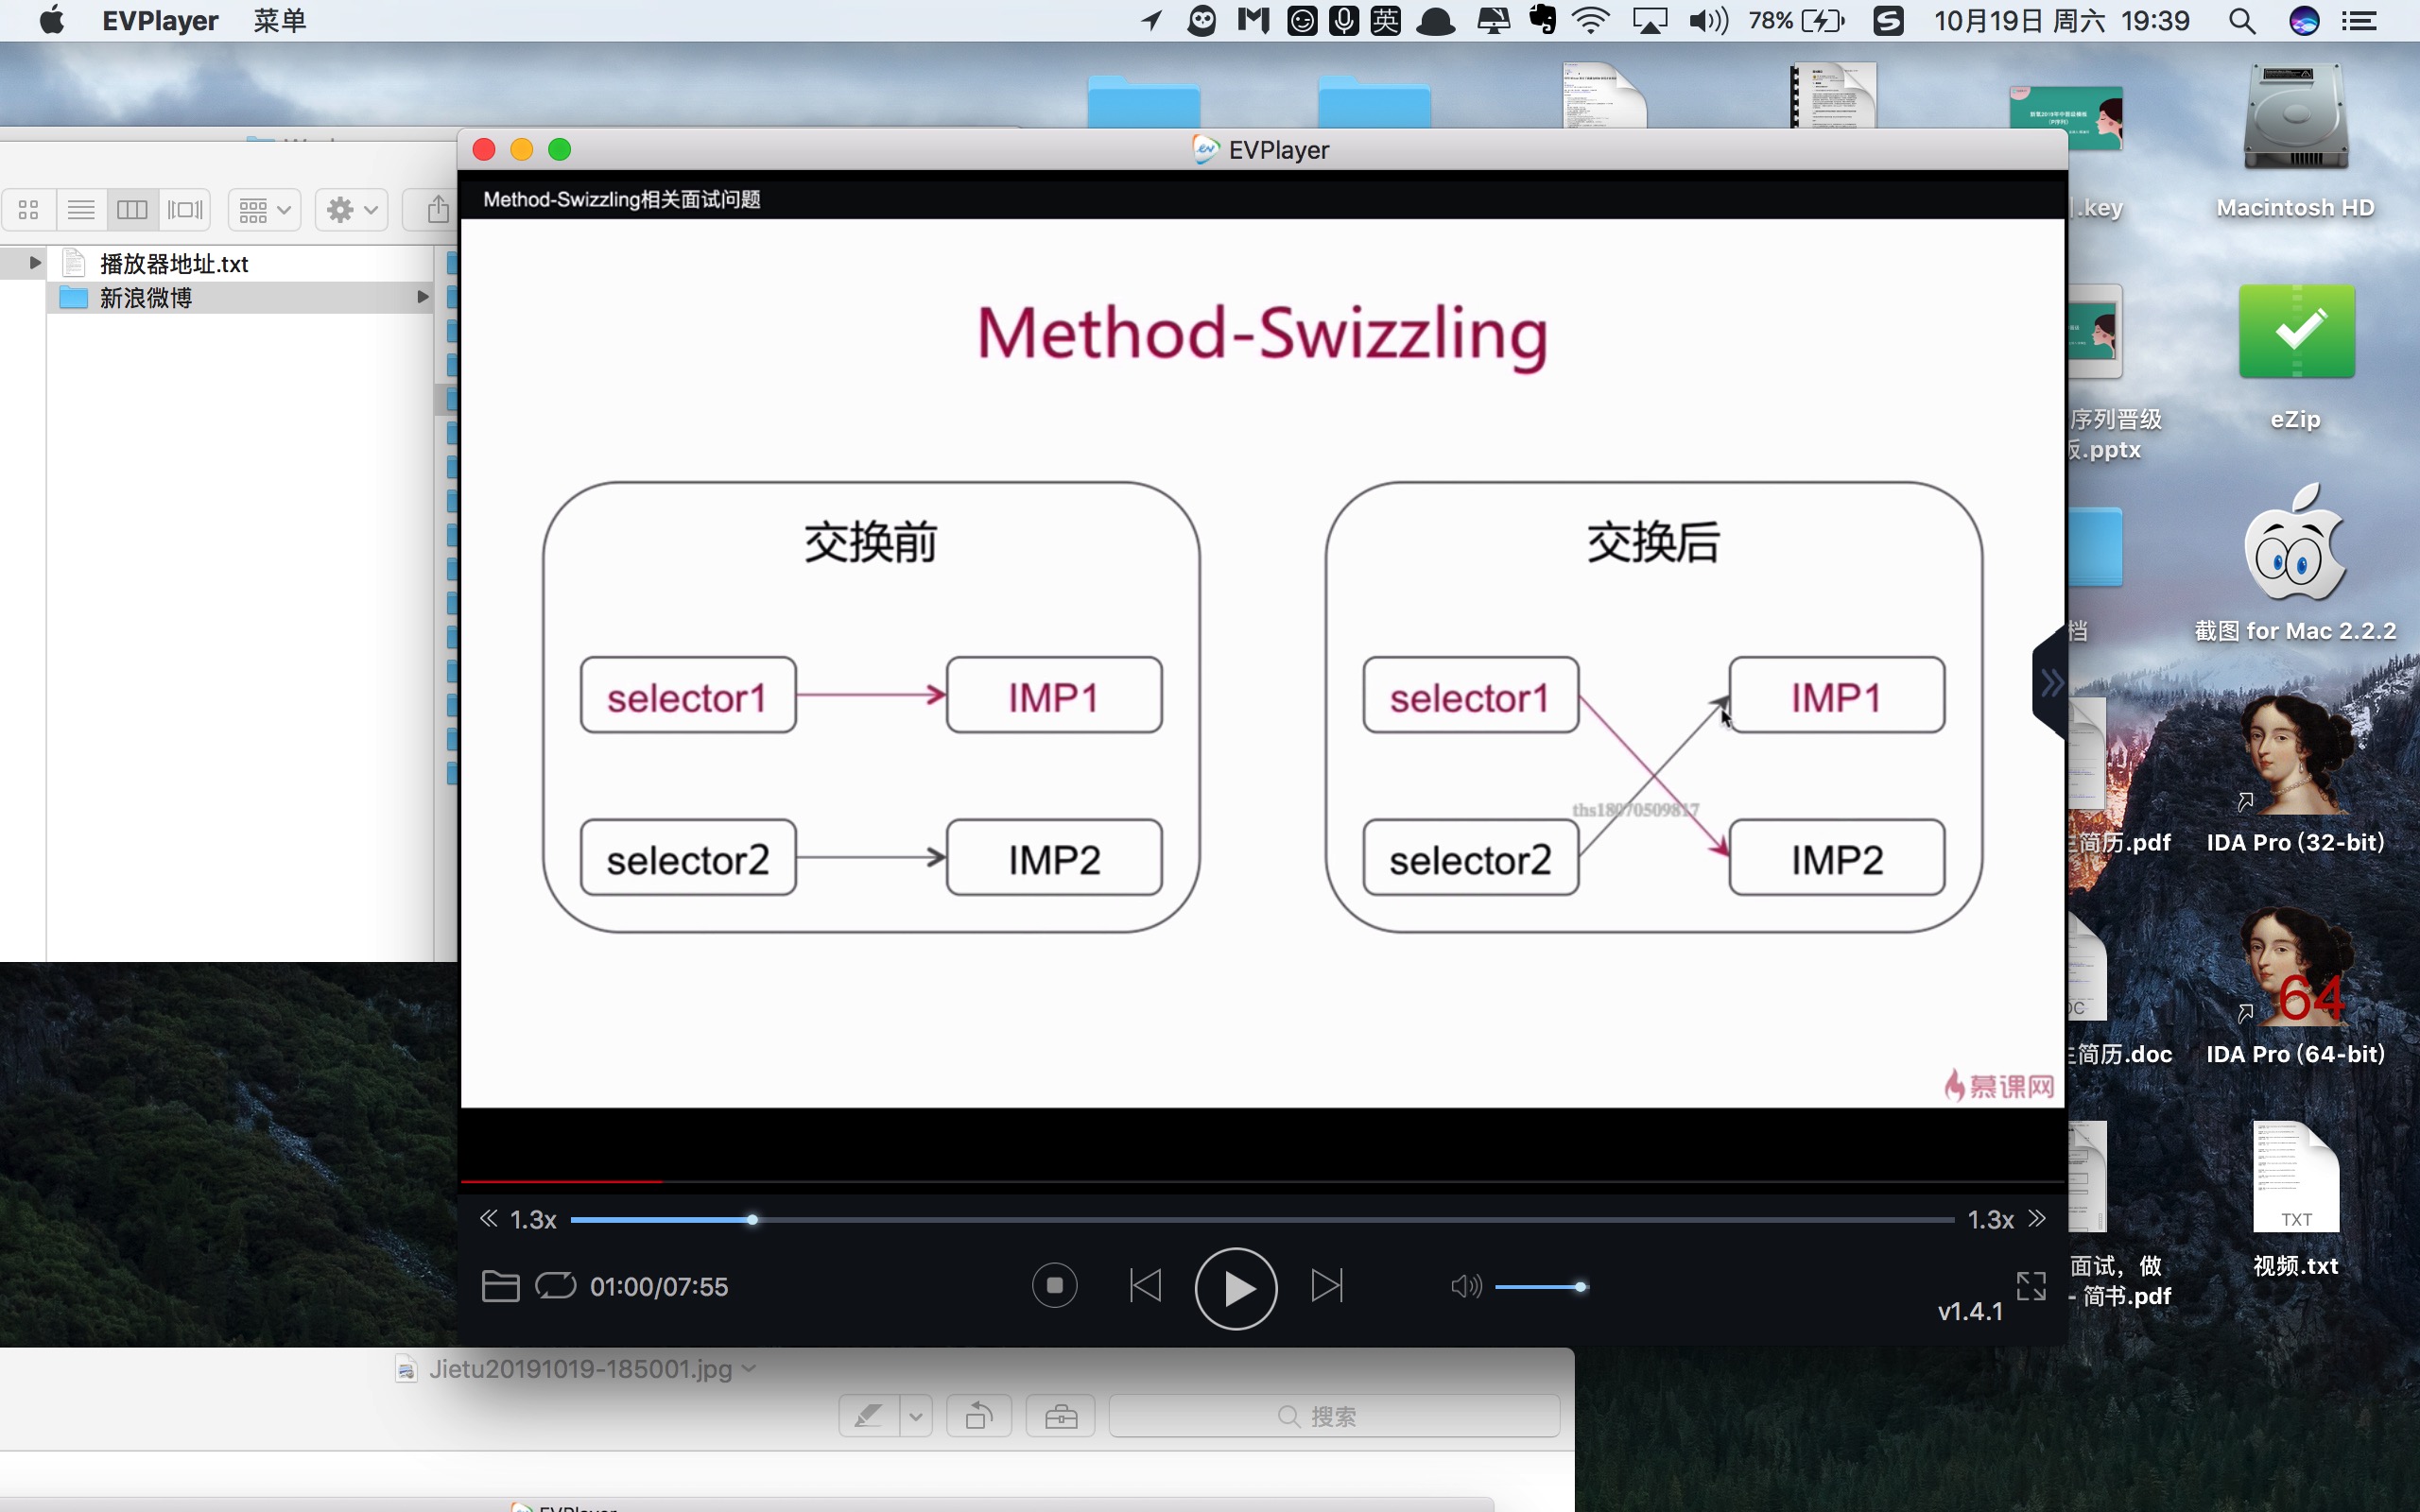 EVPlayer 菜单
英 78% 10月19日 周六 19:39
EVPlayer
Method-Swizzling相关面试问题
播放器地址.txt
新浪微博
Method-Swizzling
交换前
selector1 IMP1
selector2 IMP2
交换后
selector1 IMP1
ths18070509817
selector2 IMP2
慕课网
1.3x 1.3x
01:00/07:55
v1.4.1
Jietu20191019-185001.jpg
搜索
.key
Macintosh HD
序列晋级
.pptx
eZip
档
截图 for Mac 2.2.2
简历.pdf
IDA Pro (32-bit)
64
简历.doc
IDA Pro (64-bit)
TXT
面试，做
- 简书.pdf
视频.txt